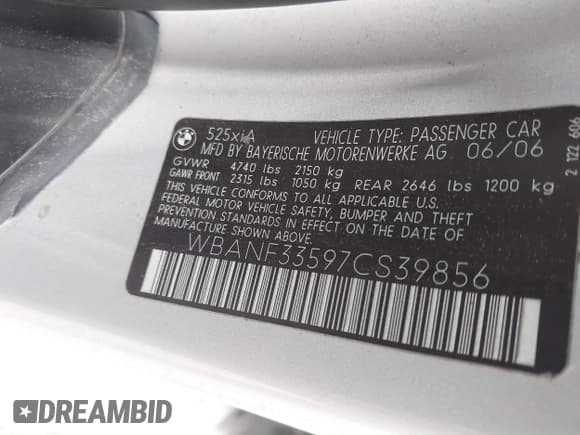 525xiA VEHICLE TYPE: PASSENGER CAR
MFD BY BAYERISCHE MOTORENWERKE AG 06/06
GVWR 4740 lbs 2150 kg
GAWR FRONT 2315 lbs 1050 kg REAR 2646 lbs 1200 kg
THIS VEHICLE CONFORMS TO ALL APPLICABLE U.S.
FEDERAL MOTOR VEHICLE SAFETY, BUMPER AND THEFT
PREVENTION STANDARDS IN EFFECT ON THE DATE OF
MANUFACTURE SHOWN ABOVE.
WBANF33597CS39856
2 122 606
DREAMBID